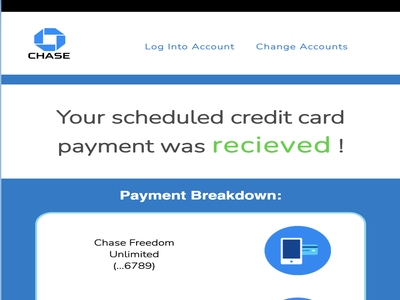 CHASE
Log Into Account
Change Accounts
Your scheduled credit card
payment was recieved !
Payment Breakdown:
Chase Freedom
Unlimited
(...6789)